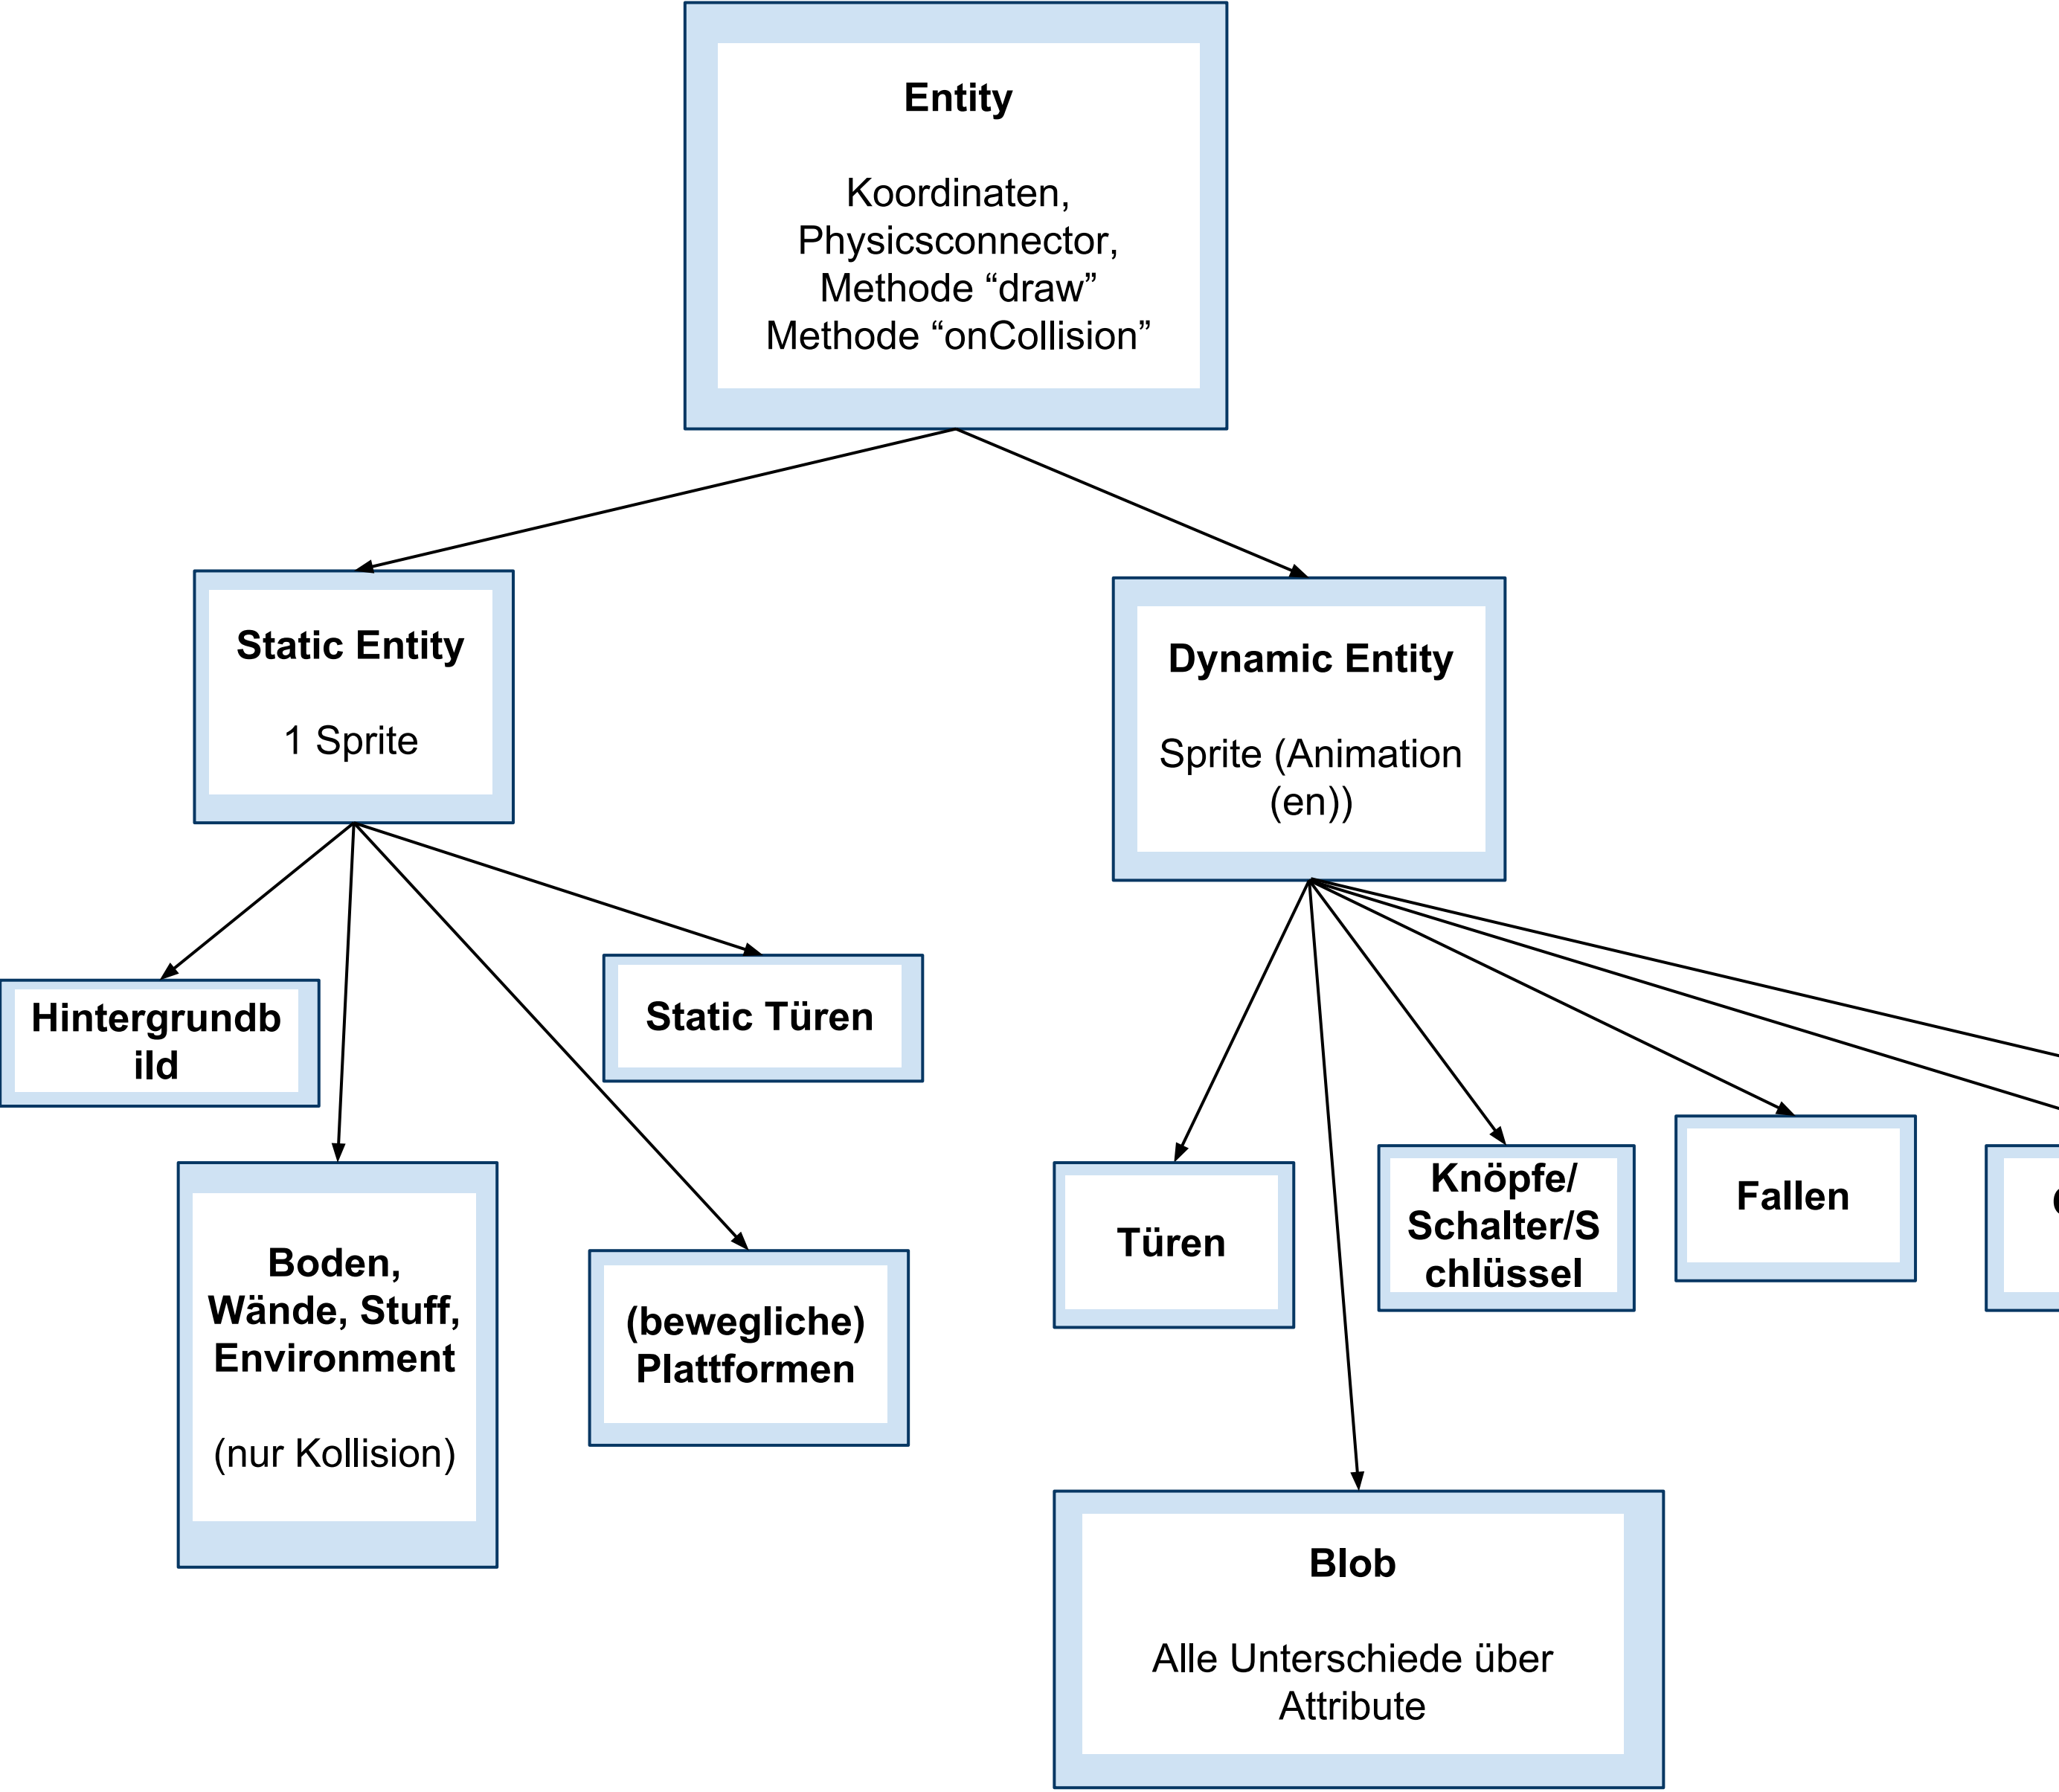 Entity
Koordinaten,
Physicsconnector,
Methode “draw”
Methode “onCollision”
Static Entity
1 Sprite
Dynamic Entity
Sprite (Animation
(en))
Hintergrundb
ild
Static Türen
Boden,
Wände, Stuff,
Environment
(nur Kollision)
(bewegliche)
Plattformen
Türen
Knöpfe/
Schalter/S
chlüssel
Fallen
Blob
Alle Unterschiede über
Attribute